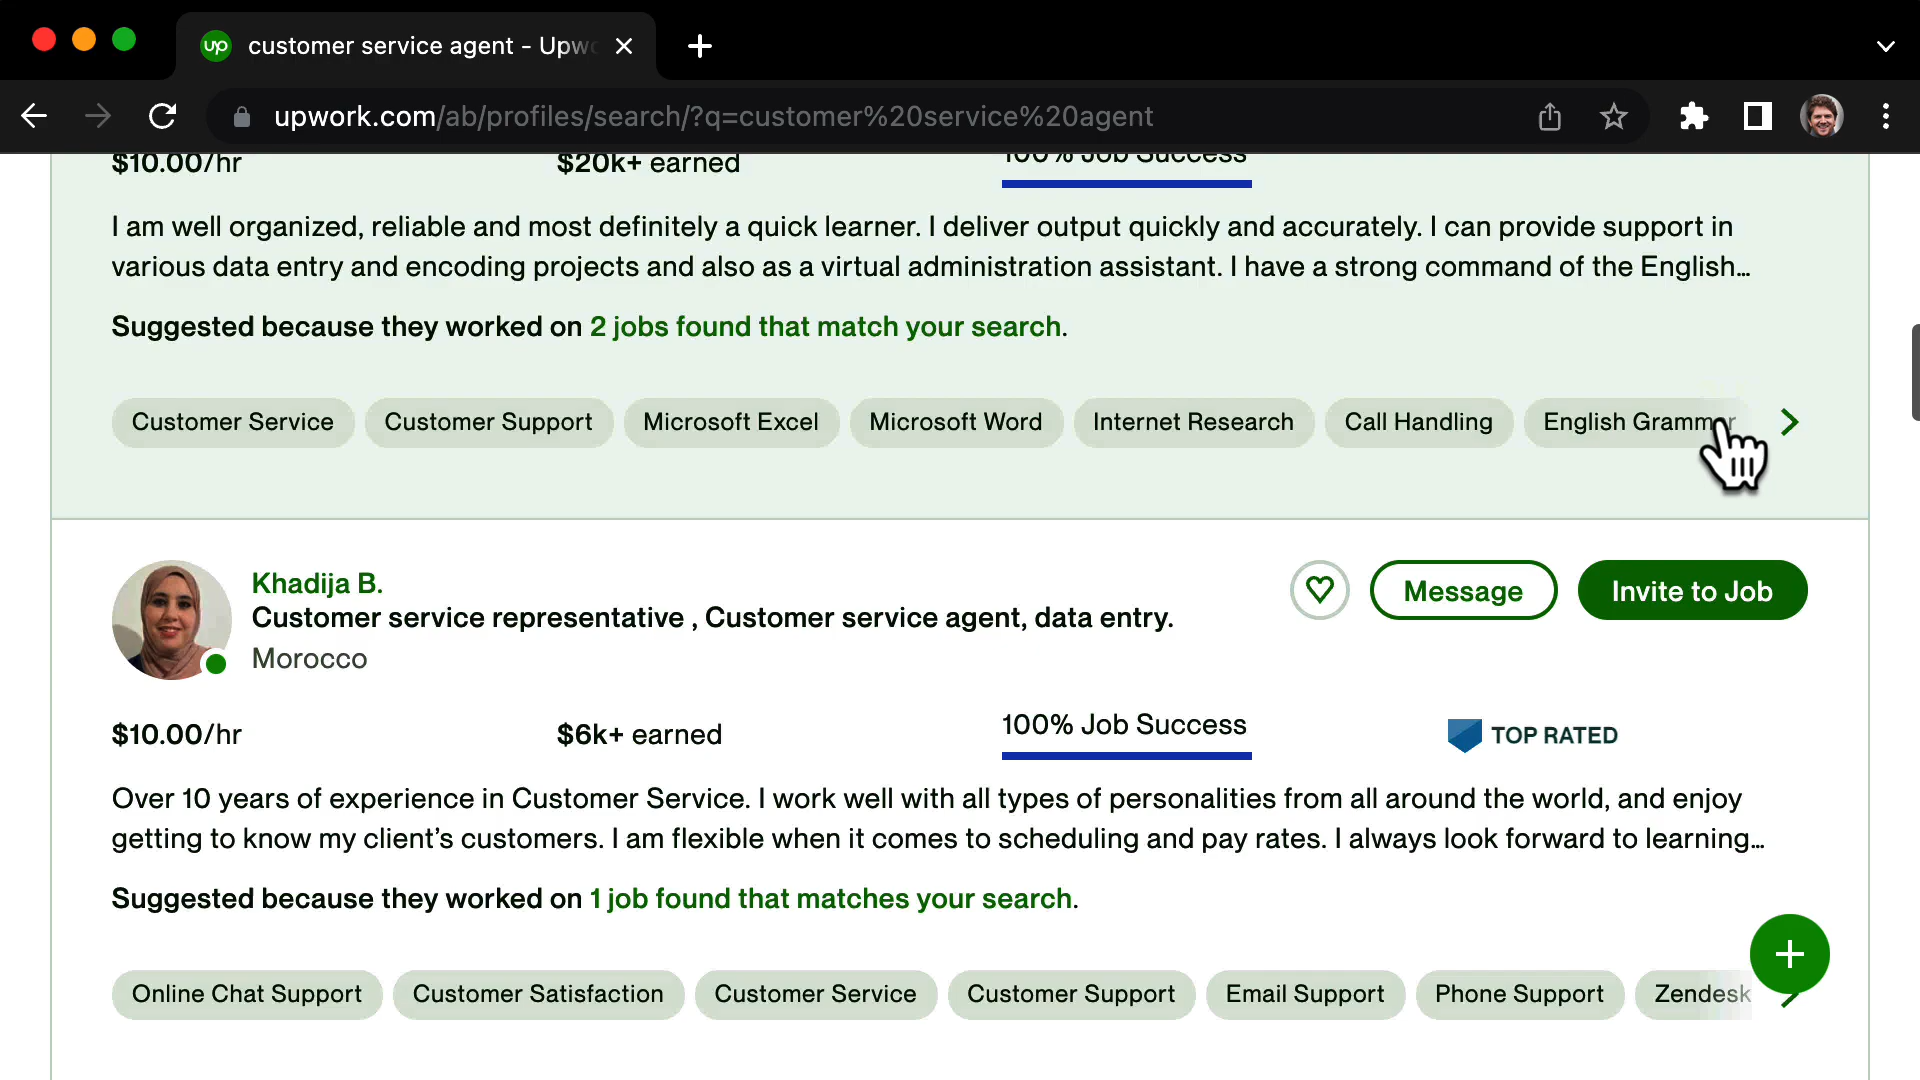 customer service agent - Upw
upwork.com/ab/profiles/search/?q=customer%20service%20agent
$10.00/hr $20k+ earned 100% Job Success
I am well organized, reliable and most definitely a quick learner. I deliver output quickly and accurately. I can provide support in
various data entry and encoding projects and also as a virtual administration assistant. I have a strong command of the English...
Suggested because they worked on 2 jobs found that match your search.
Customer Service Customer Support Microsoft Excel Microsoft Word Internet Research Call Handling English Grammar
Khadija B.
Customer service representative , Customer service agent, data entry.
Morocco
Message Invite to Job
$10.00/hr $6k+ earned 100% Job Success TOP RATED
Over 10 years of experience in Customer Service. I work well with all types of personalities from all around the world, and enjoy
getting to know my client's customers. I am flexible when it comes to scheduling and pay rates. I always look forward to learning...
Suggested because they worked on 1 job found that matches your search.
Online Chat Support Customer Satisfaction Customer Service Customer Support Email Support Phone Support Zendesk